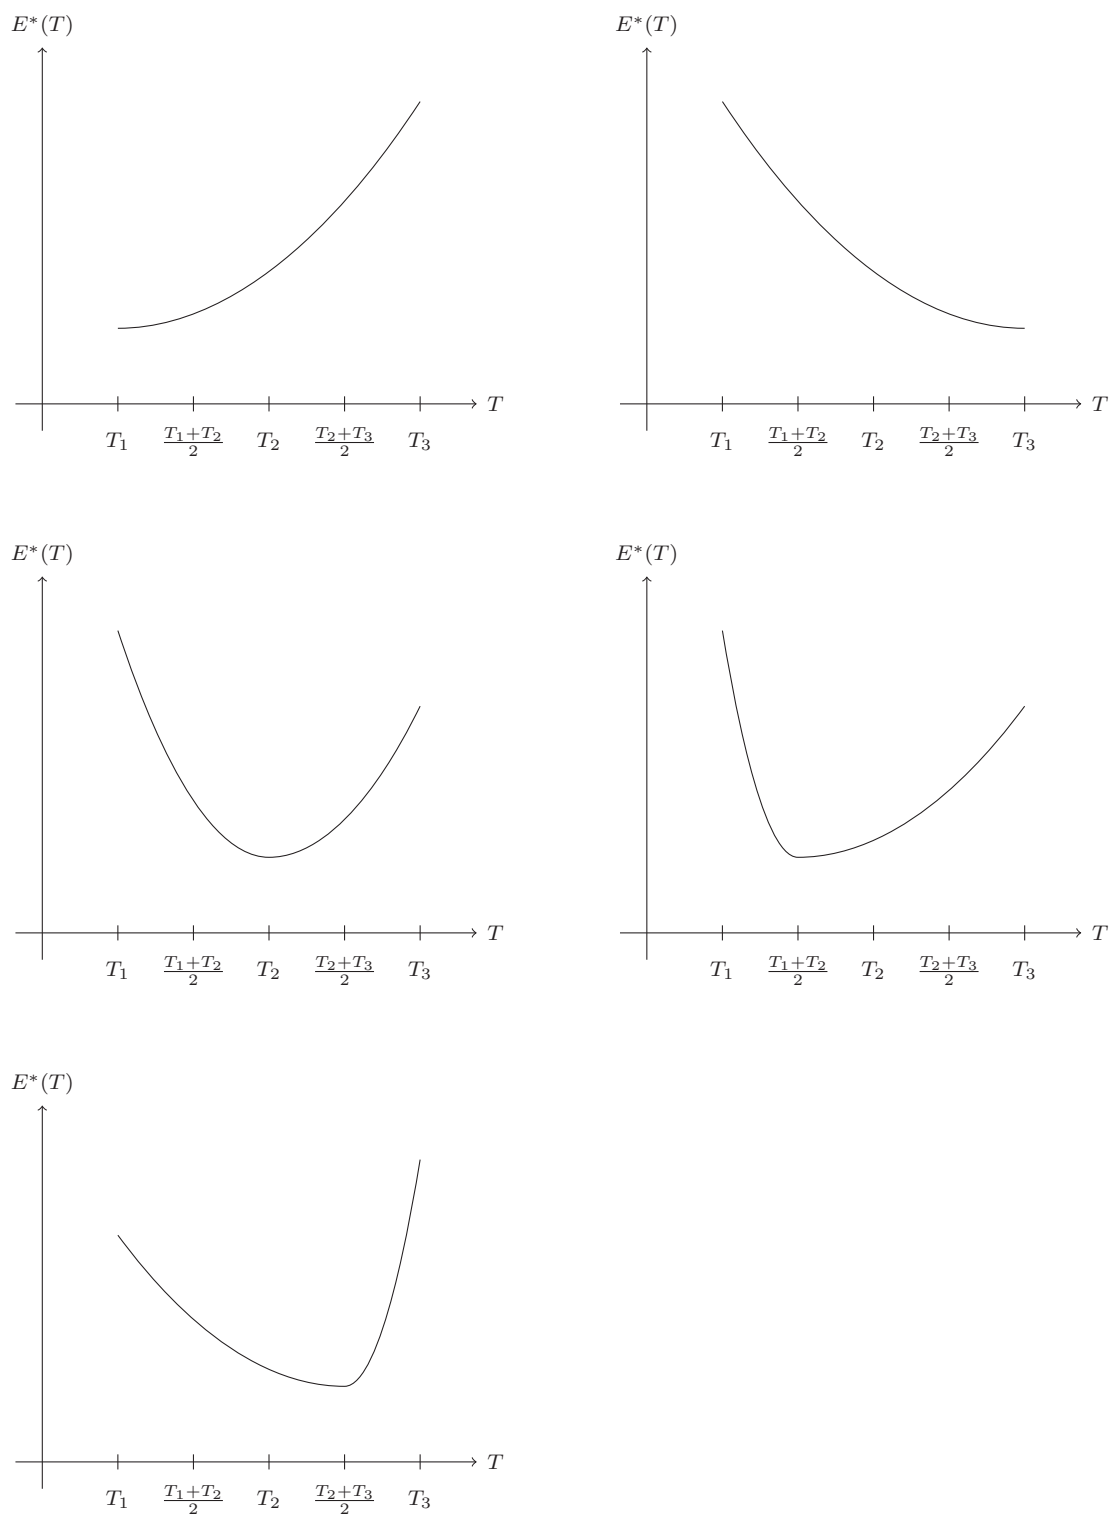 E*(T) E*(T)
T T
T₁ (T₁+T₂)/2 T₂ (T₂+T₃)/2 T₃ T₁ (T₁+T₂)/2 T₂ (T₂+T₃)/2 T₃
E*(T) E*(T)
T T
T₁ (T₁+T₂)/2 T₂ (T₂+T₃)/2 T₃ T₁ (T₁+T₂)/2 T₂ (T₂+T₃)/2 T₃
E*(T)
T
T₁ (T₁+T₂)/2 T₂ (T₂+T₃)/2 T₃